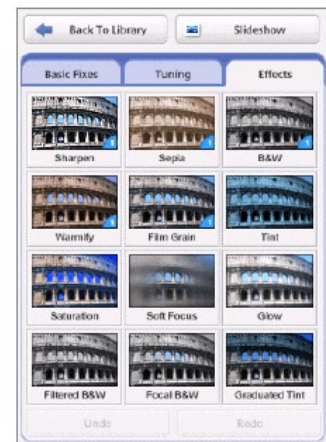 Back To Library Slideshow
Basic Fixes Tuning Effects
Sharpen Sepia B&W
Warmify Film Grain Tint
Saturation Soft Focus Glow
Filtered B&W Focal B&W Graduated Tint
Undo Redo